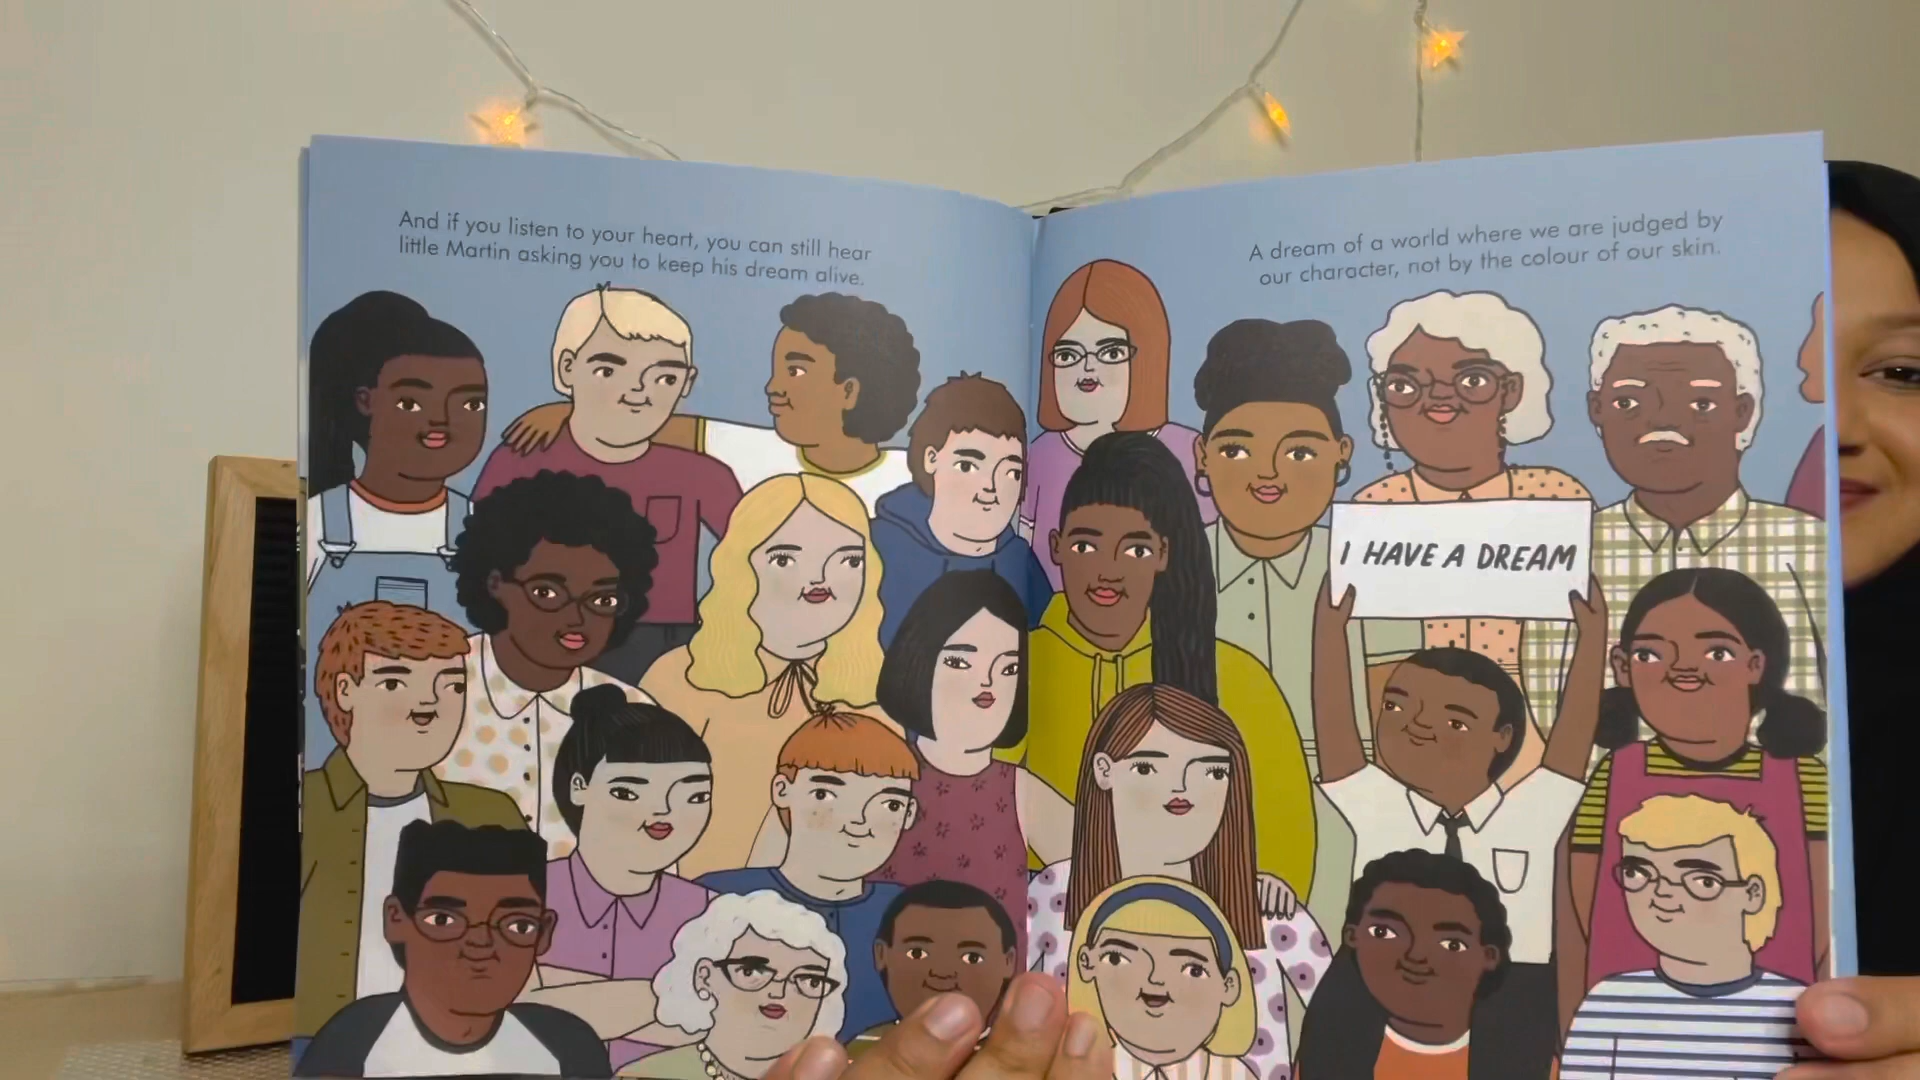 And if you listen to your heart, you can still hear
little Martin asking you to keep his dream alive.
A dream of a world where we are judged by
our character, not by the colour of our skin.
I HAVE A DREAM